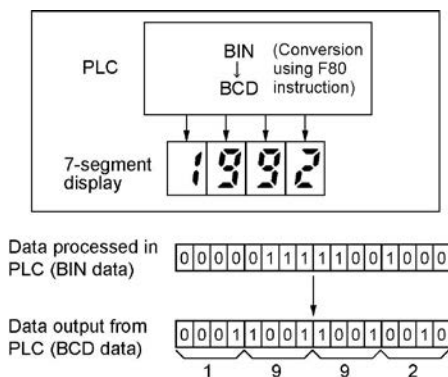 PLC
BIN (Conversion
↓ using F80
BCD instruction)
7-segment
display
1992
Data processed in
PLC (BIN data)
0000011111001000
Data output from
PLC (BCD data)
0001100110010010
1 9 9 2